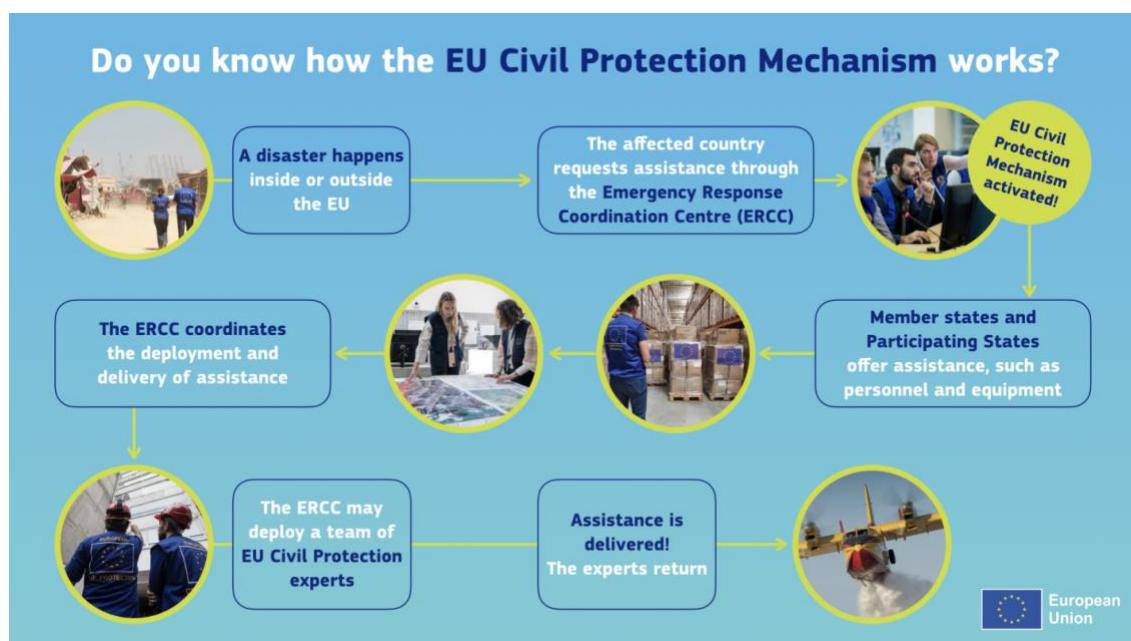 Do you know how the EU Civil Protection Mechanism works?
A disaster happens
inside or outside
the EU
The affected country
requests assistance through
the Emergency Response
Coordination Centre (ERCC)
EU Civil
Protection
Mechanism
activated!
Member states and
Participating States
offer assistance, such as
personnel and equipment
The ERCC coordinates
the deployment and
delivery of assistance
The ERCC may
deploy a team of
EU Civil Protection
experts
Assistance is
delivered!
The experts return
European
Union